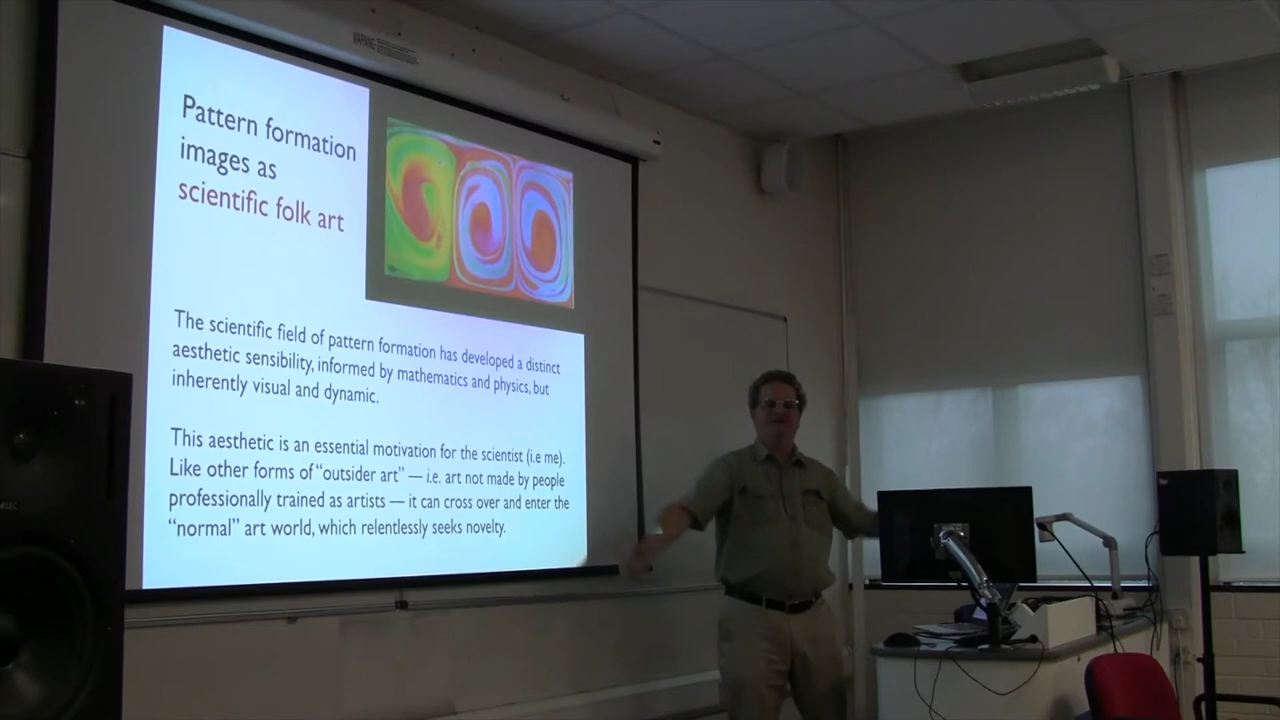 WARNING
Pattern formation
images as
scientific folk art
The scientific field of pattern formation has developed a distinct
aesthetic sensibility, informed by mathematics and physics, but
inherently visual and dynamic.
This aesthetic is an essential motivation for the scientist (i.e me).
Like other forms of "outsider art" — i.e. art not made by people
professionally trained as artists — it can cross over and enter the
"normal" art world, which relentlessly seeks novelty.